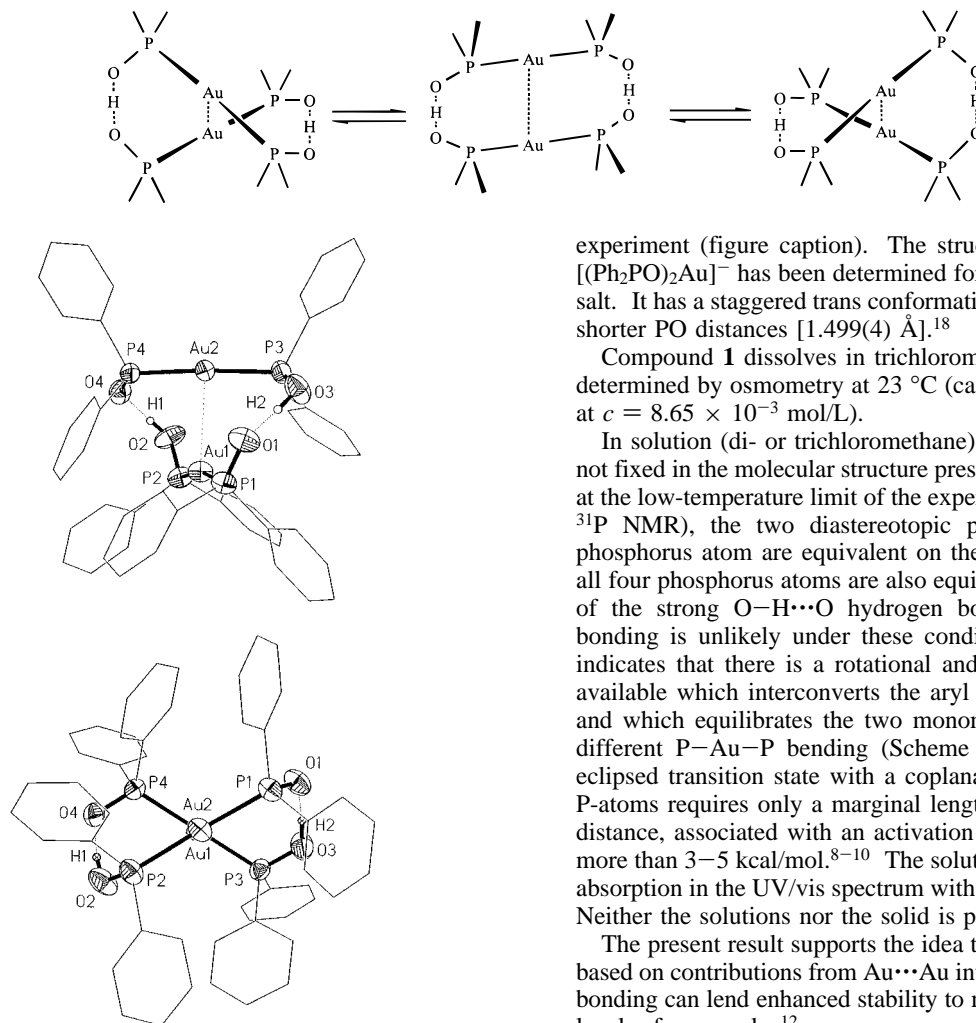 P
P
P
P
O
Au
Au
O
H
P
O
O
H
H
Au
P
O
O
H
O
H
O
Au
O
H
O
O
H
Au
P
O
O
P
P
P
P
Au
P
P
P
experiment (figure caption). The struc
[(Ph₂PO)₂Au]⁻ has been determined for
salt. It has a staggered trans conformati
shorter PO distances [1.499(4) Å].¹⁸
Compound 1 dissolves in trichlorom
determined by osmometry at 23 °C (ca
at c = 8.65 × 10⁻³ mol/L).
In solution (di- or trichloromethane)
not fixed in the molecular structure pres
at the low-temperature limit of the exper
³¹P NMR), the two diastereotopic p
phosphorus atom are equivalent on the
all four phosphorus atoms are also equi
of the strong O−H•••O hydrogen bo
bonding is unlikely under these condi
indicates that there is a rotational and
available which interconverts the aryl
and which equilibrates the two monor
different P−Au−P bending (Scheme
eclipsed transition state with a coplana
P-atoms requires only a marginal length
distance, associated with an activation
more than 3−5 kcal/mol.⁸⁻¹⁰ The solut
absorption in the UV/vis spectrum with
Neither the solutions nor the solid is p
The present result supports the idea t
based on contributions from Au•••Au in
bonding can lend enhanced stability to
P4 Au2 P3
O4 O3
H1 H2
O2 Au1 O1
P2 P1
P4 P1 O1
O4 Au2 H2
H1 Au1 O3
O2 P2 P3